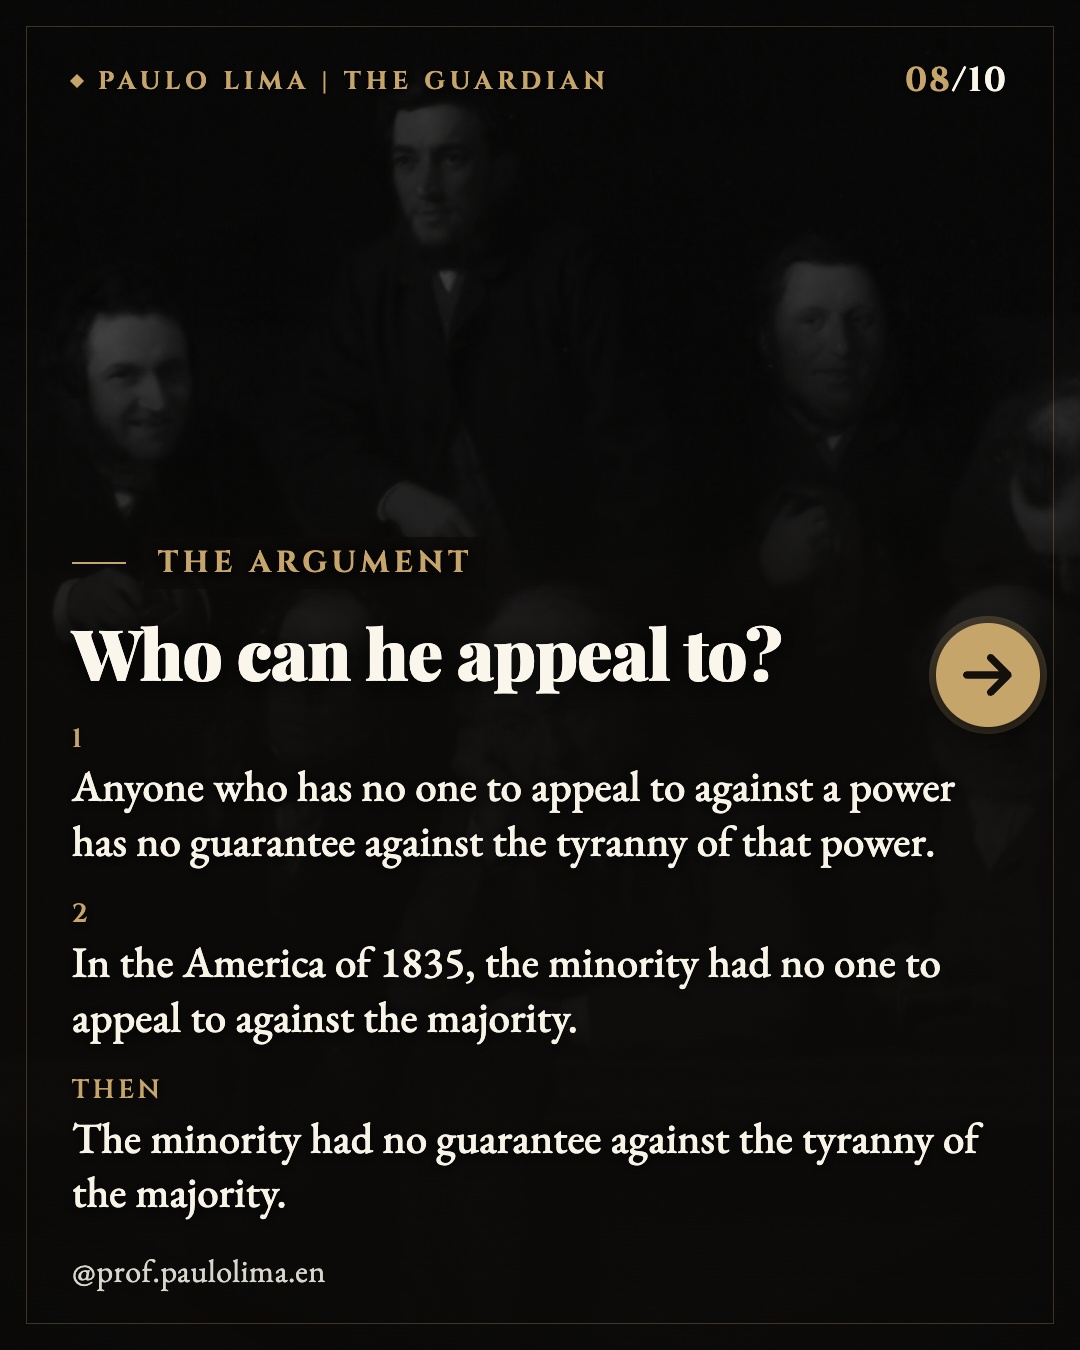 ◆ PAULO LIMA | THE GUARDIAN
08/10
THE ARGUMENT
Who can he appeal to?
1
Anyone who has no one to appeal to against a power
has no guarantee against the tyranny of that power.
2
In the America of 1835, the minority had no one to
appeal to against the majority.
THEN
The minority had no guarantee against the tyranny of
the majority.
@prof.paulolima.en